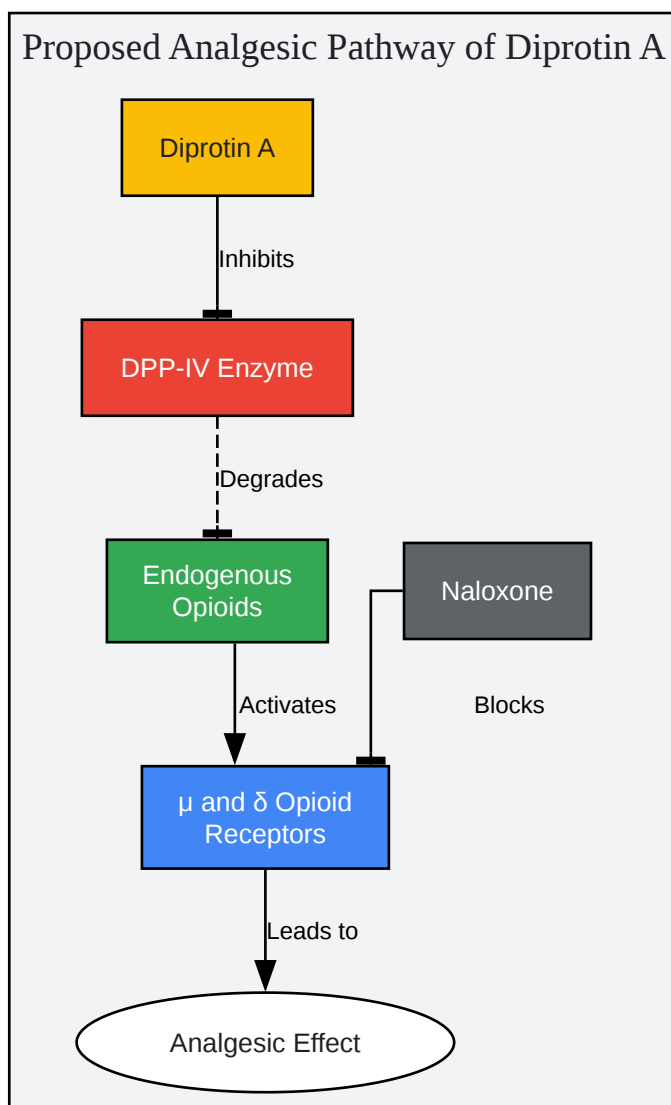 Proposed Analgesic Pathway of Diprotin A
Diprotin A
Inhibits
DPP-IV Enzyme
Degrades
Endogenous
Opioids
Naloxone
Activates
Blocks
μ and δ Opioid
Receptors
Leads to
Analgesic Effect